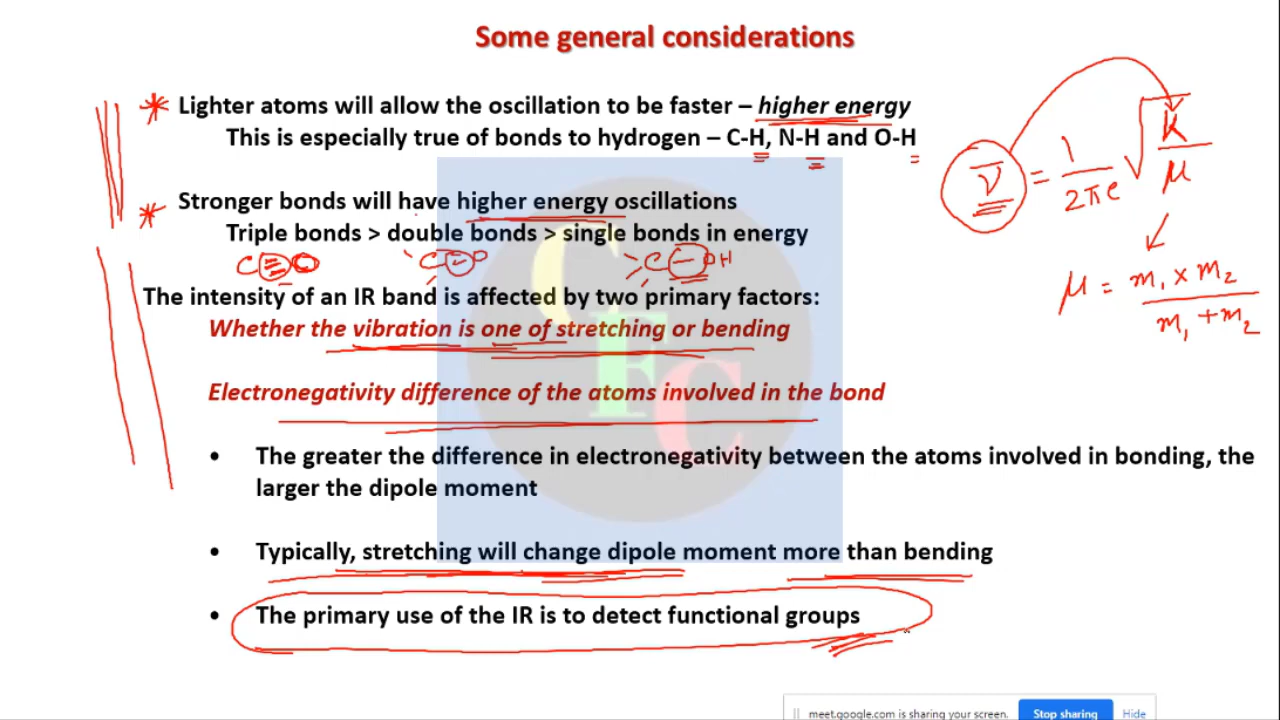 Some general considerations
* Lighter atoms will allow the oscillation to be faster – higher energy
This is especially true of bonds to hydrogen – C-H, N-H and O-H
* Stronger bonds will have higher energy oscillations
Triple bonds > double bonds > single bonds in energy
C≡O C=O C–OH
The intensity of an IR band is affected by two primary factors:
Whether the vibration is one of stretching or bending
Electronegativity difference of the atoms involved in the bond
• The greater the difference in electronegativity between the atoms involved in bonding, the
larger the dipole moment
• Typically, stretching will change dipole moment more than bending
• The primary use of the IR is to detect functional groups
ν̅ = 1/2πc √K/μ
μ = m₁ × m₂ / m₁ + m₂
CFC
meet.google.com is sharing your screen. Stop sharing Hide